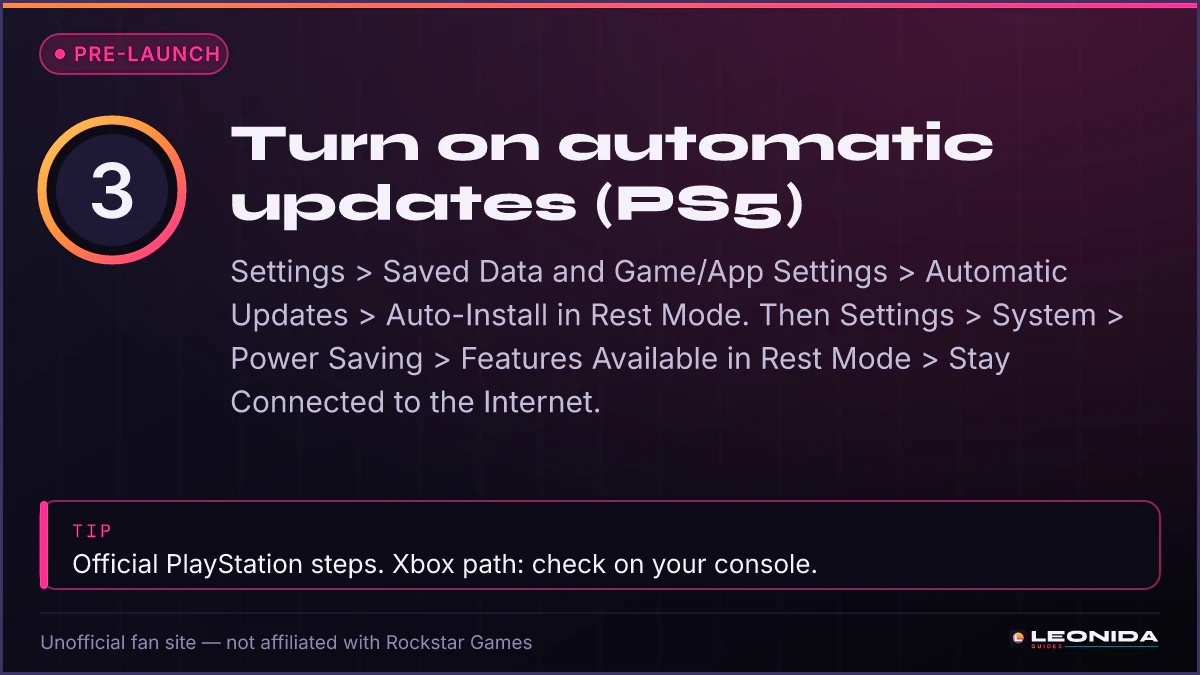 PRE-LAUNCH
3
Turn on automatic
updates (PS5)
Settings > Saved Data and Game/App Settings > Automatic
Updates > Auto-Install in Rest Mode. Then Settings > System >
Power Saving > Features Available in Rest Mode > Stay
Connected to the Internet.
TIP
Official PlayStation steps. Xbox path: check on your console.
Unofficial fan site — not affiliated with Rockstar Games
LEONIDA
GUIDES